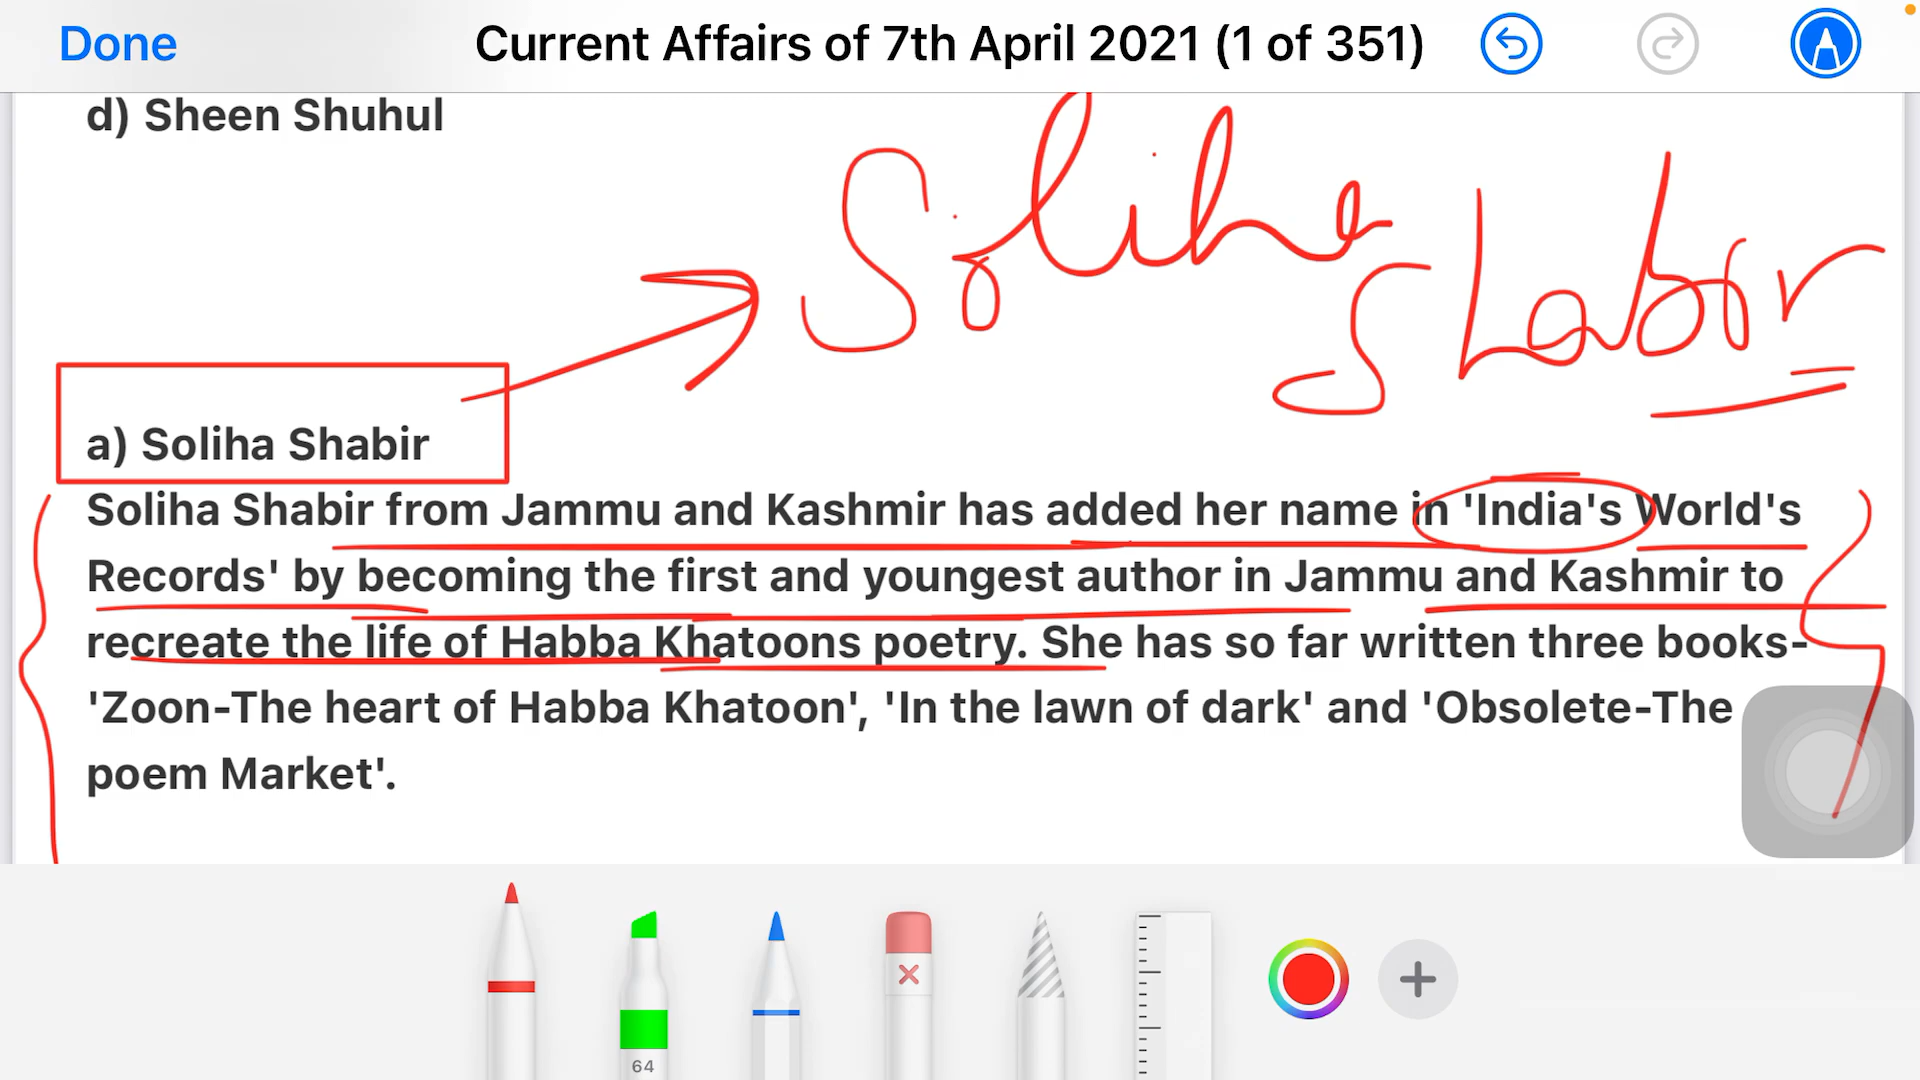 Done Current Affairs of 7th April 2021 (1 of 351)
d) Sheen Shuhul
Soliha
Shabir
a) Soliha Shabir
Soliha Shabir from Jammu and Kashmir has added her name in 'India's World's
Records' by becoming the first and youngest author in Jammu and Kashmir to
recreate the life of Habba Khatoons poetry. She has so far written three books-
'Zoon-The heart of Habba Khatoon', 'In the lawn of dark' and 'Obsolete-The
poem Market'.
64